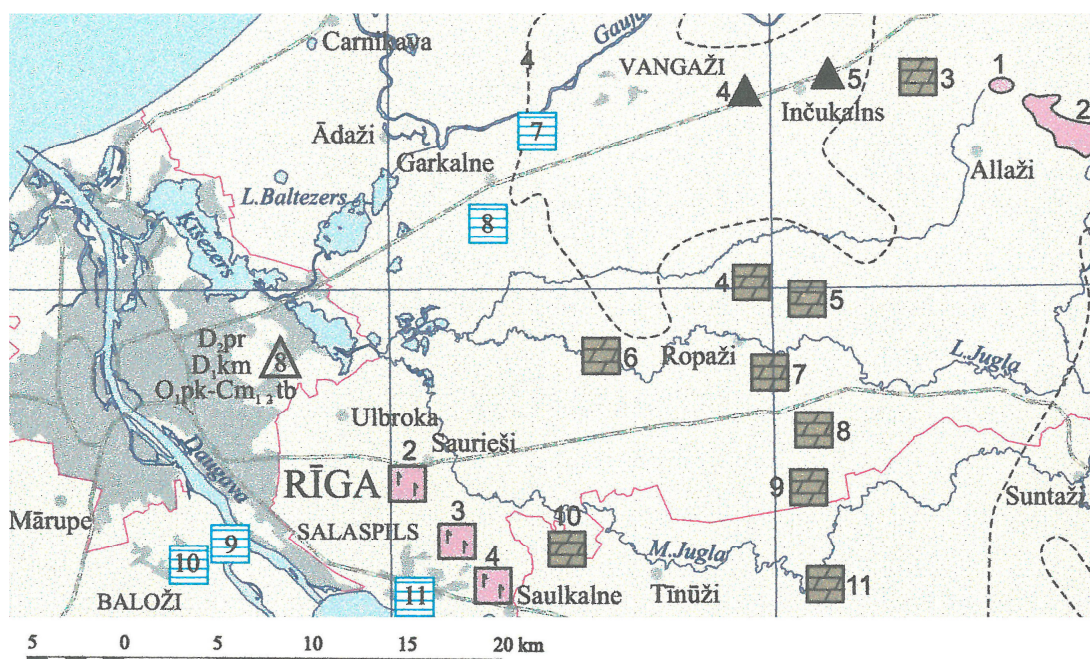 Carnikava
Gauja
4
VANGAŽI
4
5
3
1
2
Inčukalns
7
Ādaži
Garkalne
Allaži
L.Baltezers
8
Ķīšezers
4
5
D₂pr
D₁km
O₁pk-Cm₁₋₂tb
8
6
Ropaži
7
L.Jugla
Ulbroka
8
Daugava
2
Saurieši
RĪGA
9
Suntaži
Mārupe
3
10
SALASPILS
9
10
4
M.Jugla
11
BALOŽI
11
Saulkalne
Tīnūži
5 0 5 10 15 20 km